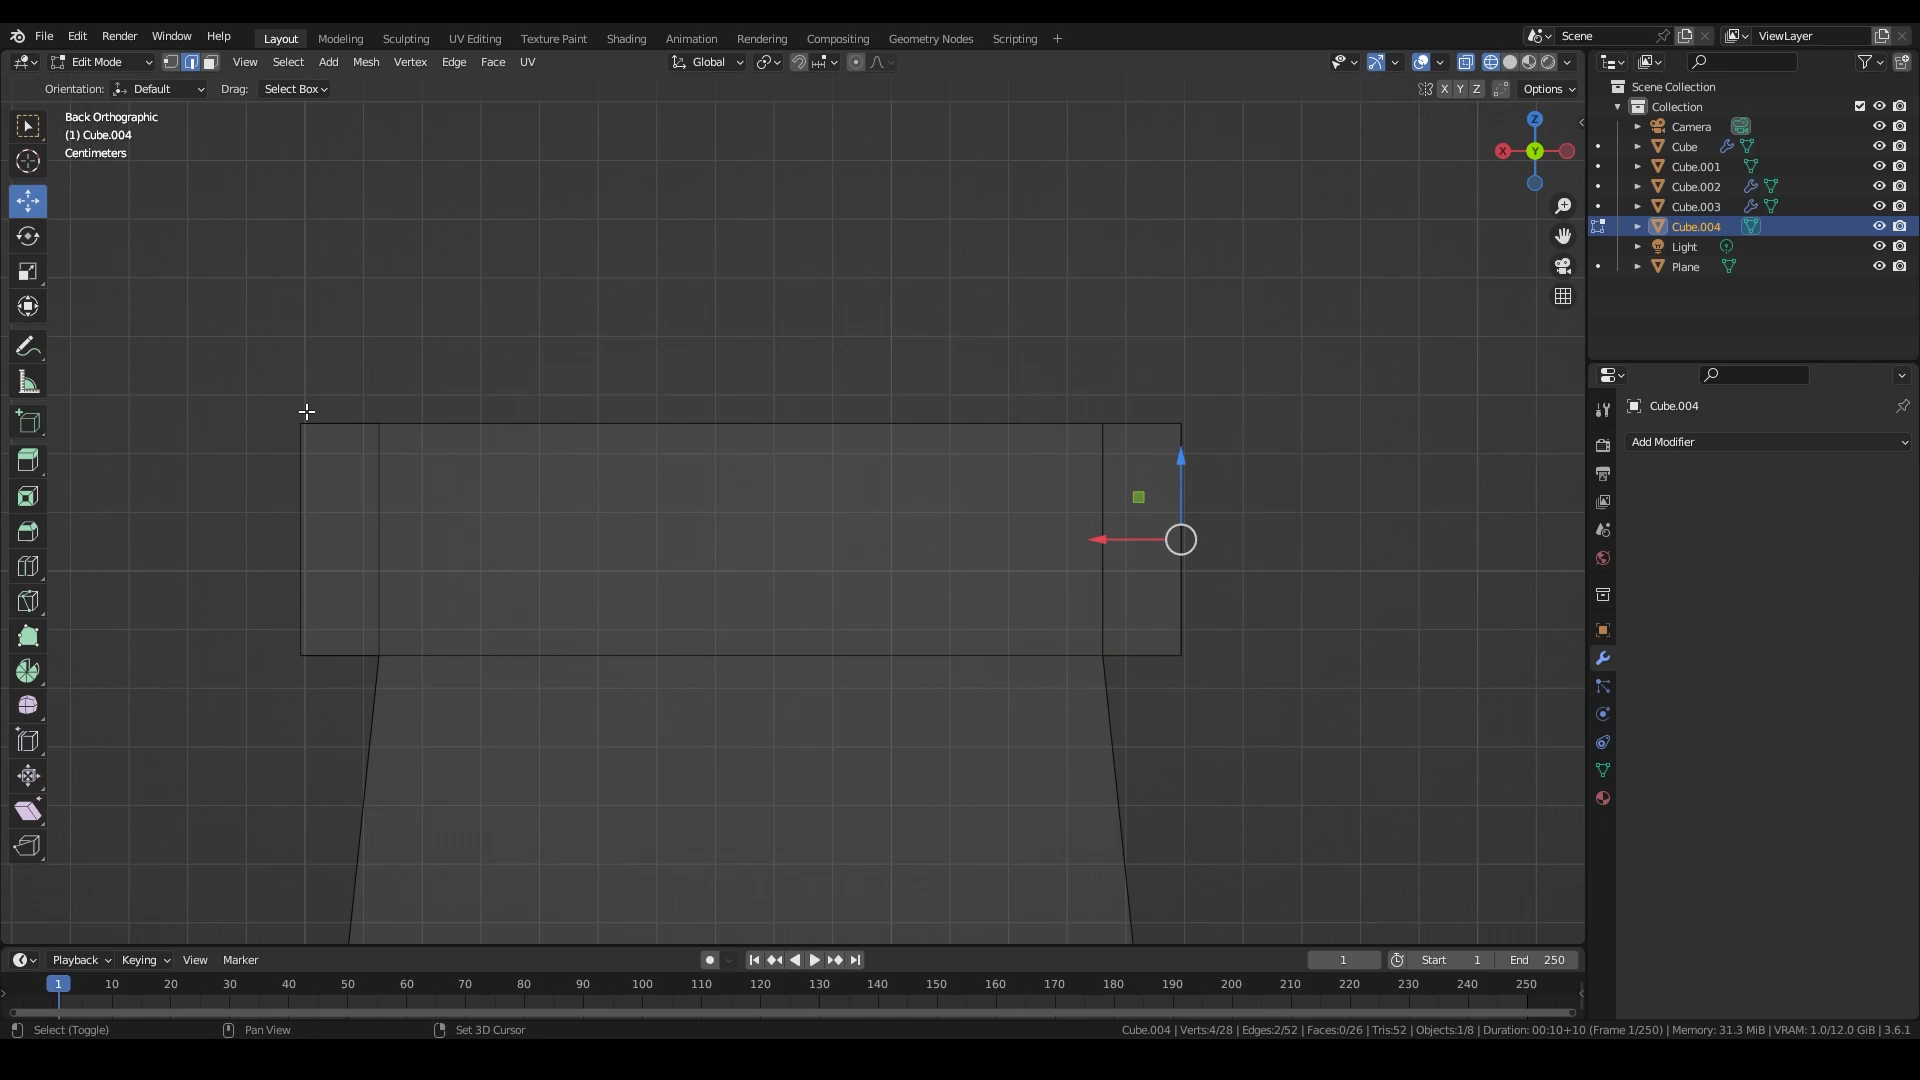 File Edit Render Window Help Layout Modeling Sculpting UV Editing Texture Paint Shading Animation Rendering Compositing Geometry Nodes Scripting + Scene ViewLayer
Edit Mode View Select Add Mesh Vertex Edge Face UV Global
Orientation: Default Drag: Select Box X Y Z Options
Back Orthographic
(1) Cube.004
Centimeters
Z
X Y
Scene Collection
Collection
Camera
Cube
Cube.001
Cube.002
Cube.003
Cube.004
Light
Plane
Cube.004
Add Modifier
Playback Keying View Marker 1 Start 1 End 250
1 10 20 30 40 50 60 70 80 90 100 110 120 130 140 150 160 170 180 190 200 210 220 230 240 250
Select (Toggle) Pan View Set 3D Cursor Cube.004 | Verts:4/28 | Edges:2/52 | Faces:0/26 | Tris:52 | Objects:1/8 | Duration: 00:10+10 (Frame 1/250) | Memory: 31.3 MiB | VRAM: 1.0/12.0 GiB | 3.6.1